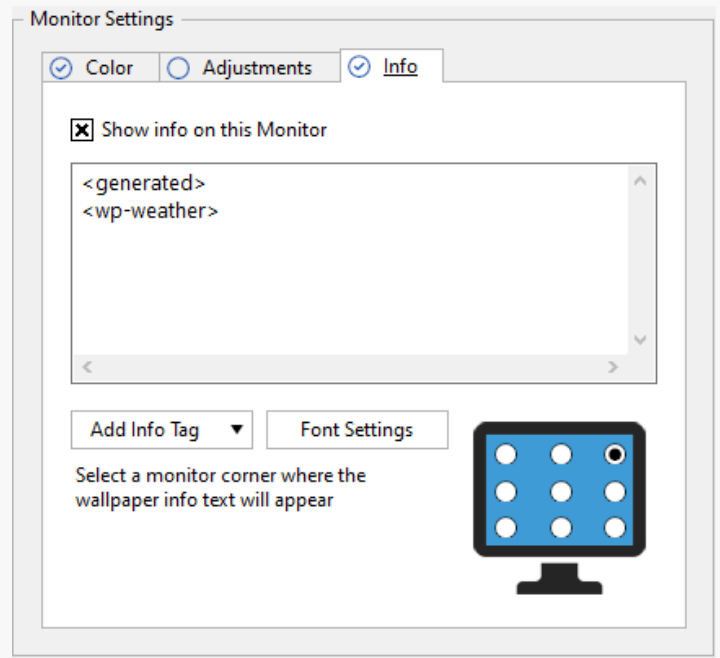 Monitor Settings
Color
Adjustments
Info
Show info on this Monitor
<generated>
<wp-weather>
Add Info Tag
Font Settings
Select a monitor corner where the
wallpaper info text will appear